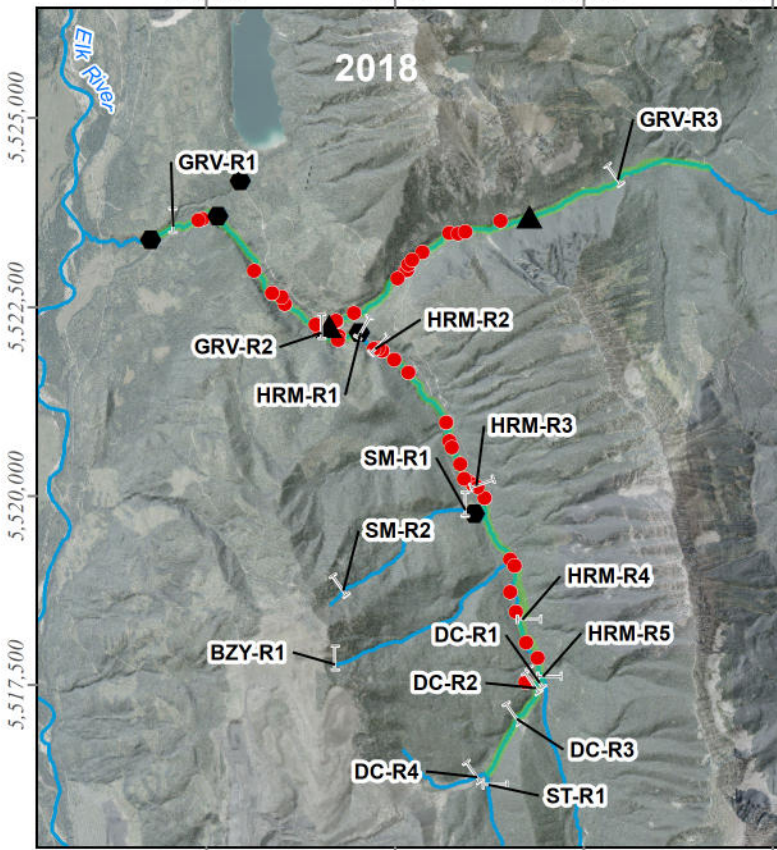 2018
Elk River
5,525,000
GRV-R3
GRV-R1
5,522,500
HRM-R2
GRV-R2
HRM-R1
HRM-R3
SM-R1
5,520,000
SM-R2
HRM-R4
DC-R1
HRM-R5
BZY-R1
DC-R2
5,517,500
DC-R3
DC-R4
ST-R1